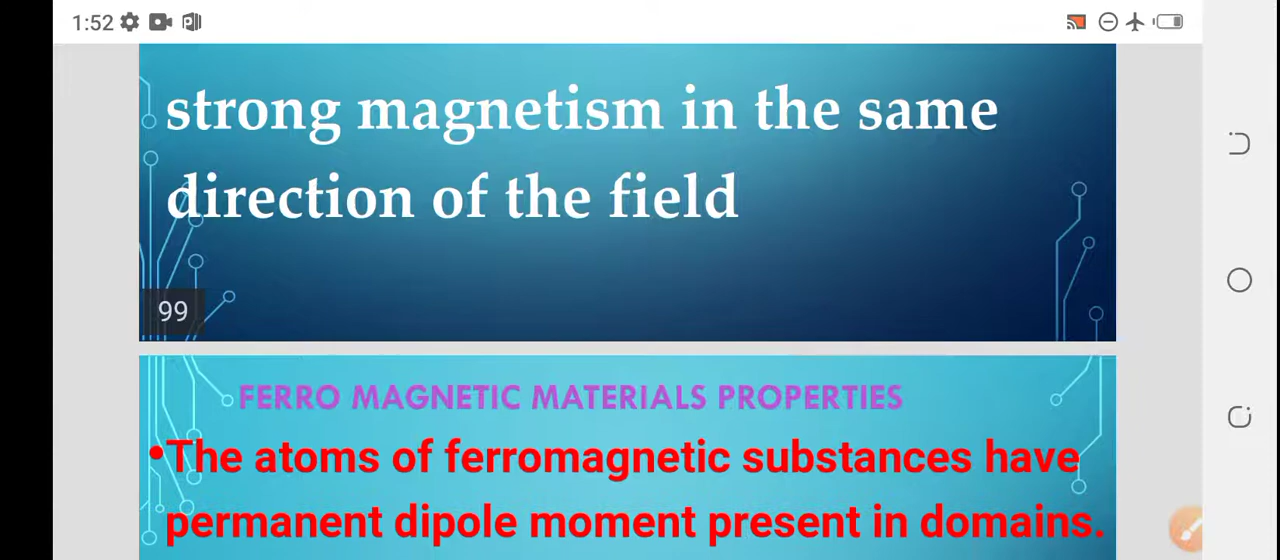 1:52
strong magnetism in the same
direction of the field
99
FERRO MAGNETIC MATERIALS PROPERTIES
•The atoms of ferromagnetic substances have
permanent dipole moment present in domains.